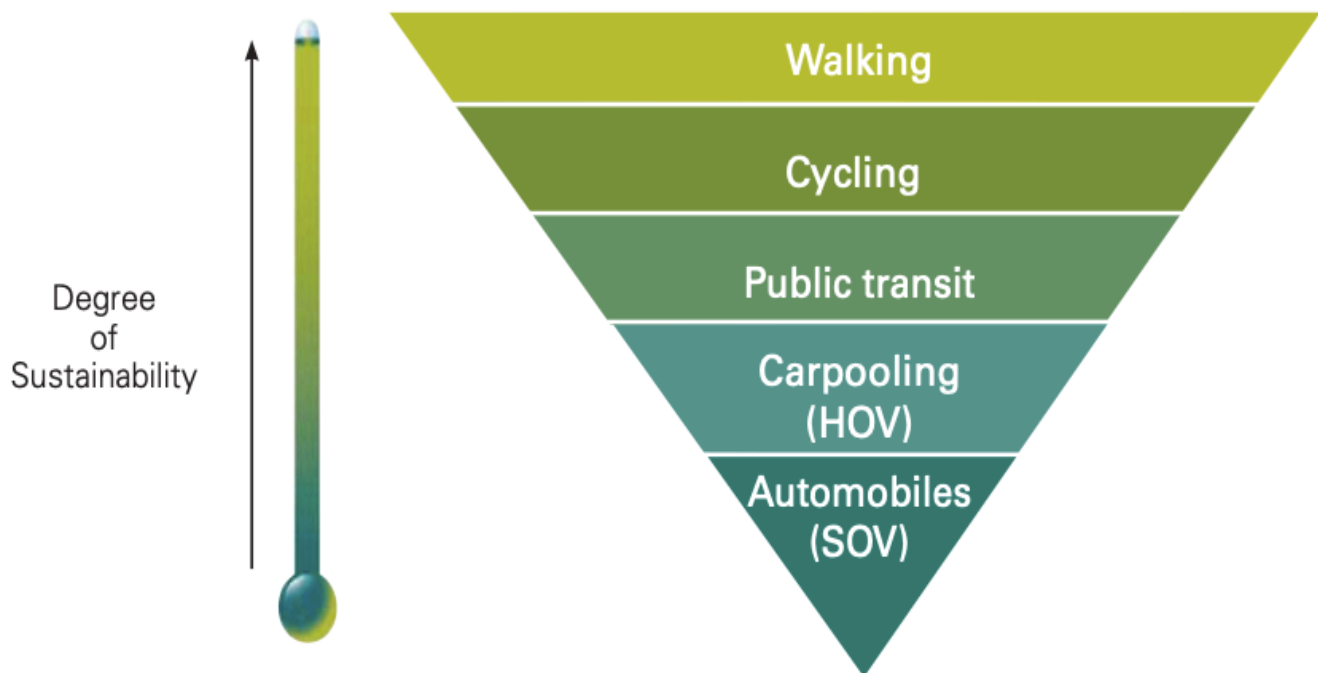 Walking
Cycling
Public transit
Carpooling
(HOV)
Automobiles
(SOV)
Degree
of
Sustainability